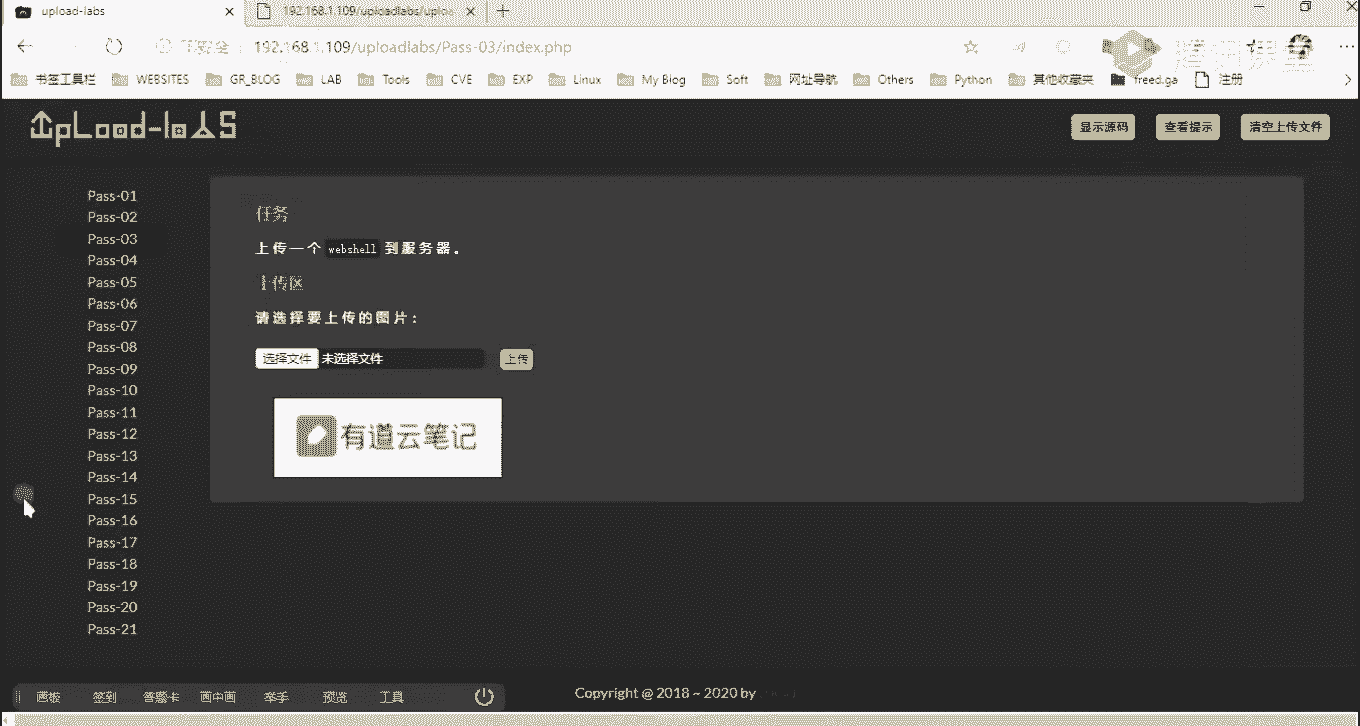 upload-labs
192.168.1.109/uploadlabs/uploa
不安全 192.168.1.109/uploadlabs/Pass-03/index.php
书签工具栏 WEBSITES GR_BLOG LAB Tools CVE EXP Linux My Blog Soft 网址导航 Others Python 其他收藏夹 freed.ga 注册
UpLoad-labS
显示源码 查看提示 清空上传文件
Pass-01
Pass-02
Pass-03
Pass-04
Pass-05
Pass-06
Pass-07
Pass-08
Pass-09
Pass-10
Pass-11
Pass-12
Pass-13
Pass-14
Pass-15
Pass-16
Pass-17
Pass-18
Pass-19
Pass-20
Pass-21
任务
上传一个 webshell 到服务器。
上传区
请选择要上传的图片：
选择文件 未选择文件 上传
有道云笔记
画板 签到 答题卡 画中画 举手 预览 工具
Copyright @ 2018 ~ 2020 by
腾讯课堂